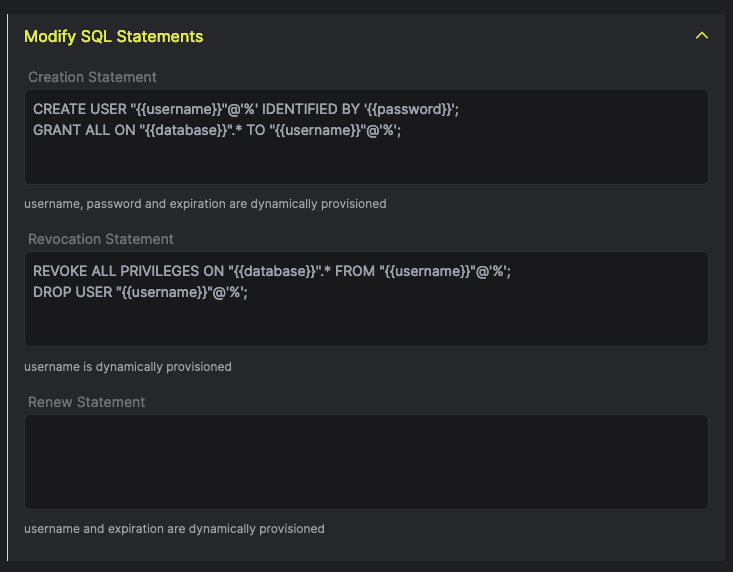 Modify SQL Statements
Creation Statement
CREATE USER "{{username}}"@'%' IDENTIFIED BY '{{password}}';
GRANT ALL ON "{{database}}".* TO "{{username}}"@'%';
username, password and expiration are dynamically provisioned
Revocation Statement
REVOKE ALL PRIVILEGES ON "{{database}}".* FROM "{{username}}"@'%';
DROP USER "{{username}}"@'%';
username is dynamically provisioned
Renew Statement
username and expiration are dynamically provisioned